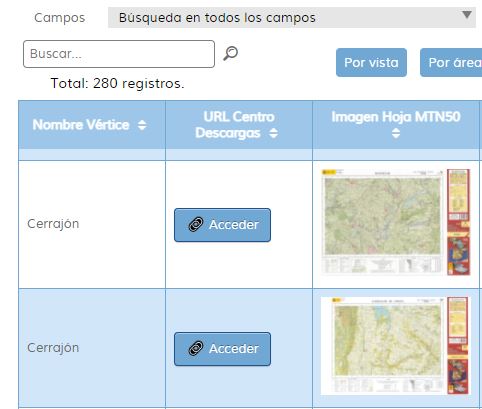 Campos Búsqueda en todos los campos
Buscar...
Por vista Por área
Total: 280 registros.
Nombre Vértice URL Centro Descargas Imagen Hoja MTN50
Cerrajón Acceder
Cerrajón Acceder